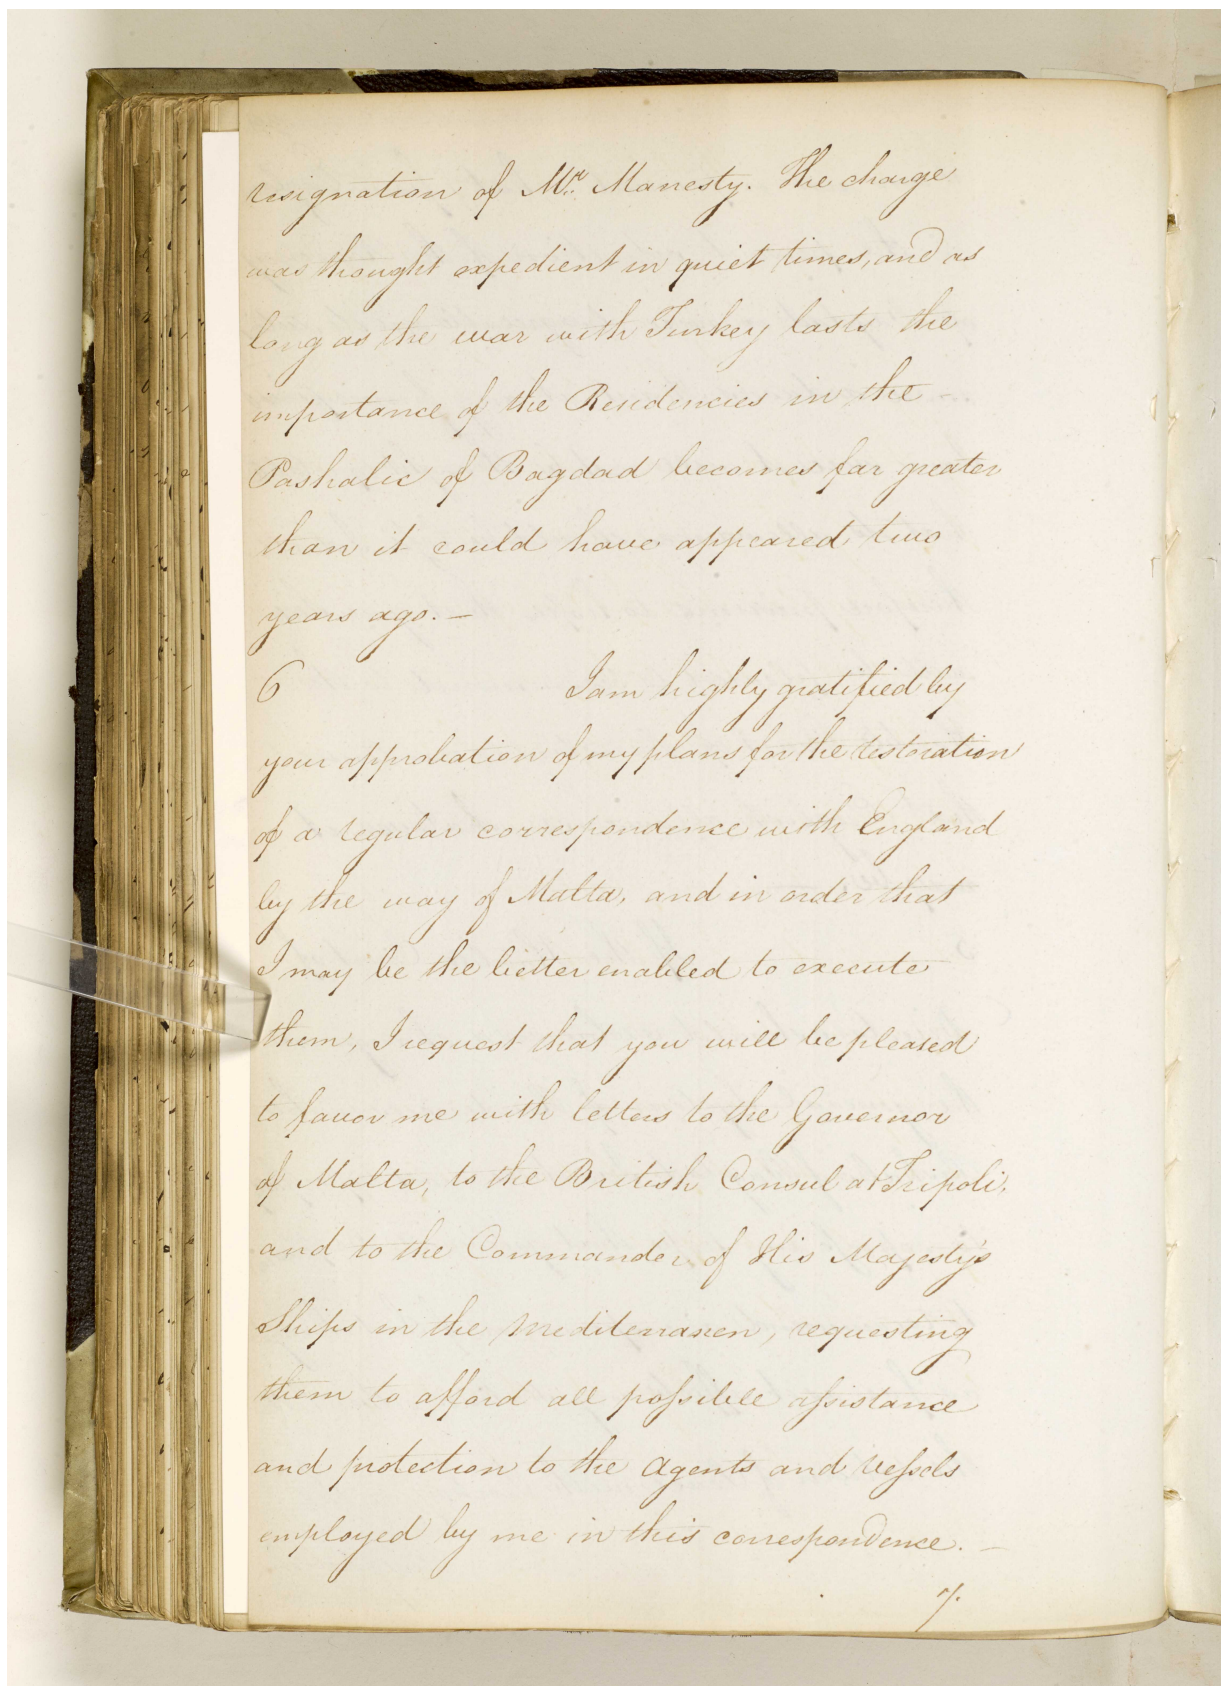 resignation of Mr. Manesty. The charge
was thought expedient in quiet times, and as
long as the war with Turkey lasts the
importance of the Residencies in the
Pashalic of Bagdad becomes far greater
than it could have appeared two
years ago. —
6 I am highly gratified by
your approbation of my plans for the restoration
of a regular correspondence with England
by the way of Malta, and in order that
I may be the better enabled to execute
them, I request that you will be pleased
to favor me with letters to the Governor
of Malta, to the British Consul at Tripoli,
and to the Commander of His Majesty's
Ships in the Mediterranen, requesting
them to afford all possible assistance
and protection to the Agents and Vessels
employed by me in this correspondence. —
7.